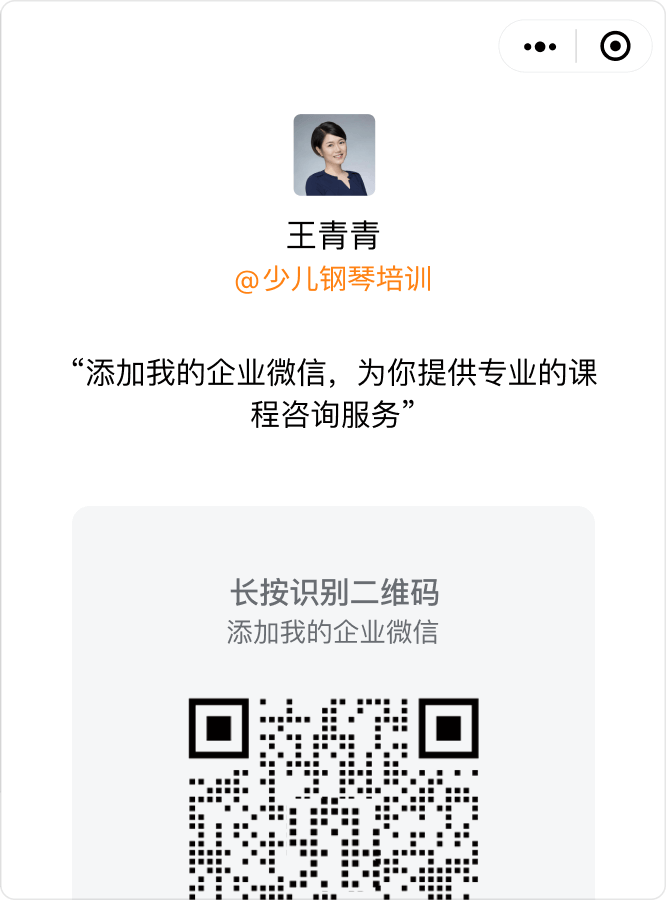 王青青
@少儿钢琴培训
“添加我的企业微信，为你提供专业的课
程咨询服务”
长按识别二维码
添加我的企业微信